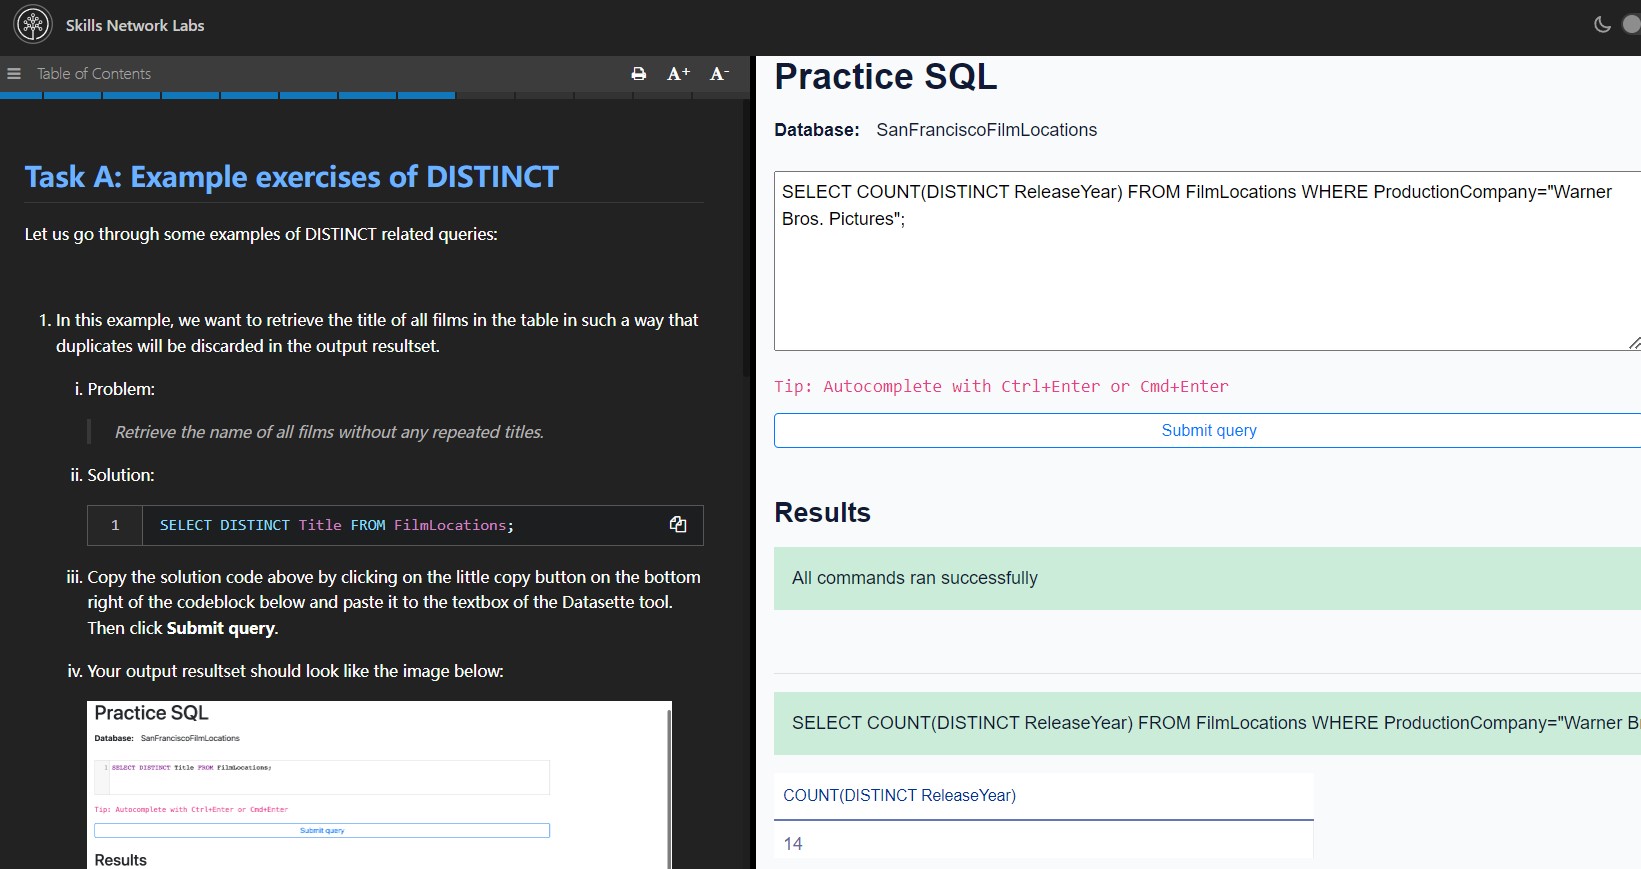 Skills Network Labs
Table of Contents
A+
A-
Task A: Example exercises of DISTINCT
Let us go through some examples of DISTINCT related queries:
1. In this example, we want to retrieve the title of all films in the table in such a way that
duplicates will be discarded in the output resultset.
i. Problem:
Retrieve the name of all films without any repeated titles.
ii. Solution:
1 SELECT DISTINCT Title FROM FilmLocations;
iii. Copy the solution code above by clicking on the little copy button on the bottom
right of the codeblock below and paste it to the textbox of the Datasette tool.
Then click Submit query.
iv. Your output resultset should look like the image below:
Practice SQL
Database: SanFranciscoFilmLocations
1 SELECT DISTINCT Title FROM FilmLocations;
Tip: Autocomplete with Ctrl+Enter or Cmd+Enter
Submit query
Results
Practice SQL
Database: SanFranciscoFilmLocations
SELECT COUNT(DISTINCT ReleaseYear) FROM FilmLocations WHERE ProductionCompany="Warner
Bros. Pictures";
Tip: Autocomplete with Ctrl+Enter or Cmd+Enter
Submit query
Results
All commands ran successfully
SELECT COUNT(DISTINCT ReleaseYear) FROM FilmLocations WHERE ProductionCompany="Warner B
COUNT(DISTINCT ReleaseYear)
14